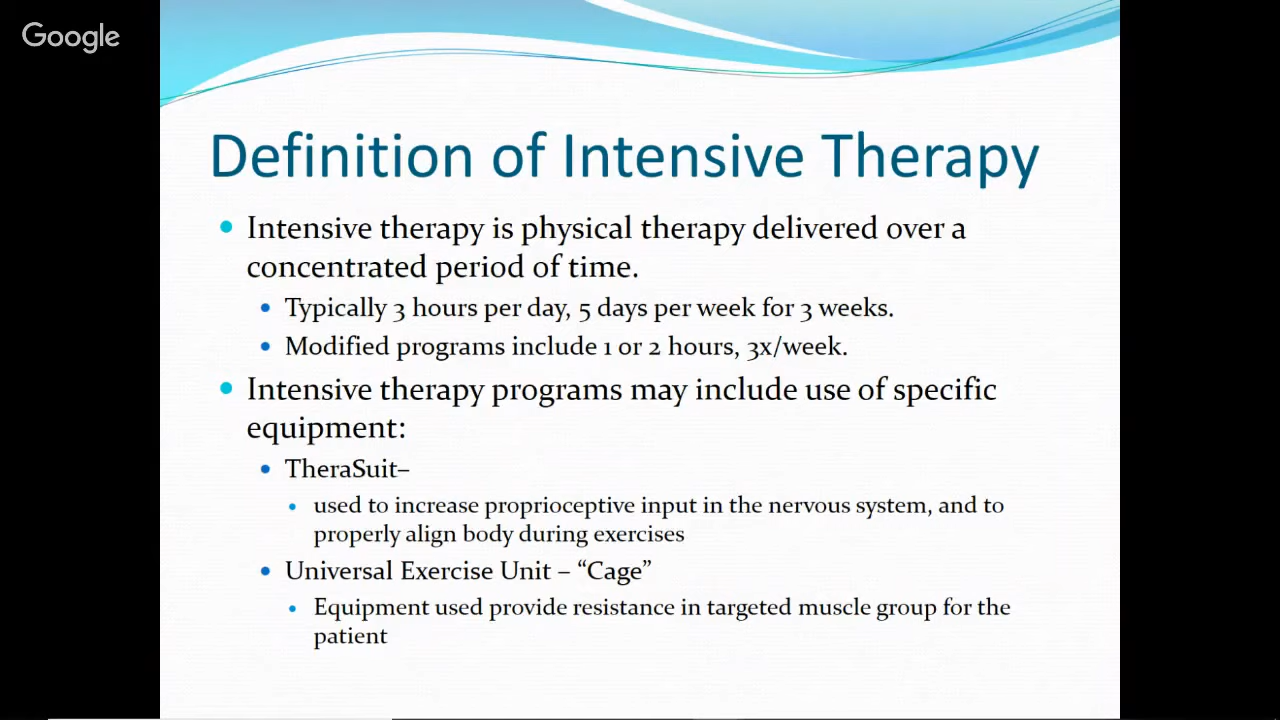 Google
Definition of Intensive Therapy
• Intensive therapy is physical therapy delivered over a
concentrated period of time.
• Typically 3 hours per day, 5 days per week for 3 weeks.
• Modified programs include 1 or 2 hours, 3x/week.
• Intensive therapy programs may include use of specific
equipment:
• TheraSuit–
• used to increase proprioceptive input in the nervous system, and to
properly align body during exercises
• Universal Exercise Unit – “Cage”
• Equipment used provide resistance in targeted muscle group for the
patient